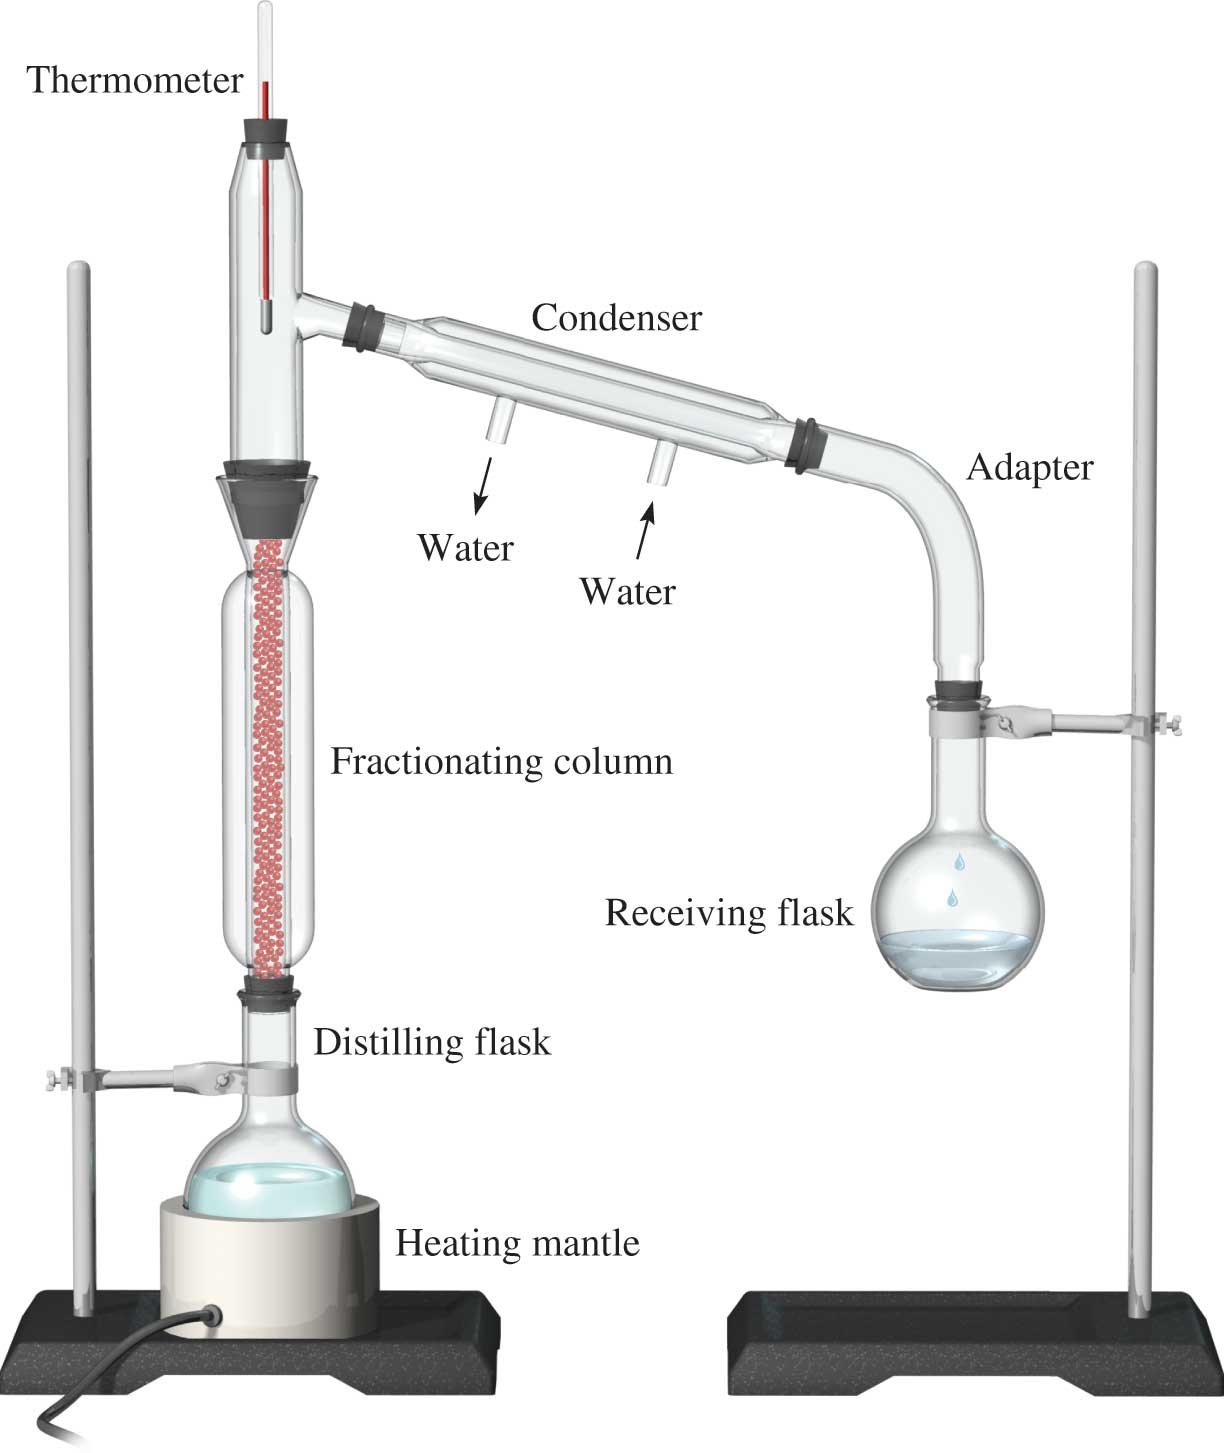 Thermometer
Condenser
Adapter
Water
Water
Fractionating column
Receiving flask
Distilling flask
Heating mantle